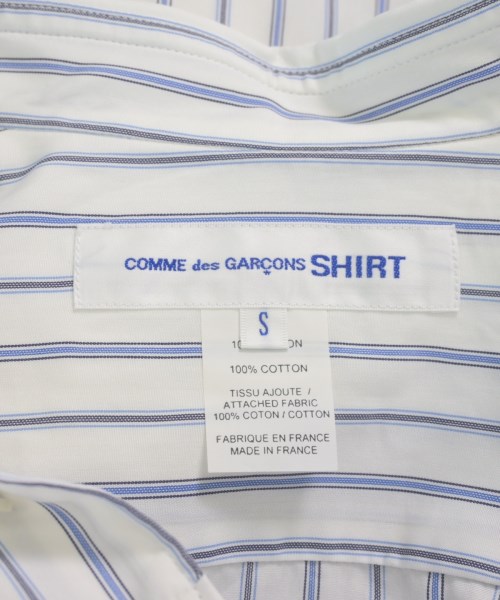 COMME des GARÇONS SHIRT
S
100% COTTON
TISSU AJOUTE /
ATTACHED FABRIC
100% COTON / COTTON
FABRIQUE EN FRANCE
MADE IN FRANCE